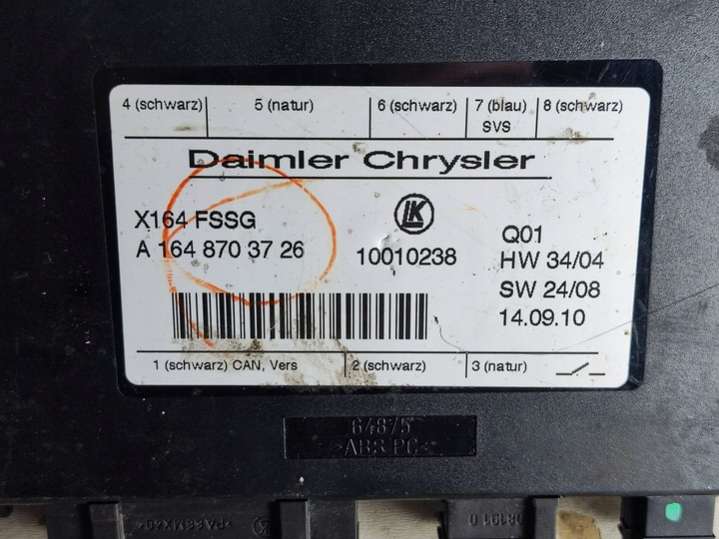 4 (schwarz) 5 (natur) 6 (schwarz) 7 (blau) 8 (schwarz)
SVS
Daimler Chrysler
X164 FSSG
LK
A 164 870 37 26
10010238
Q01
HW 34/04
SW 24/08
14.09.10
1 (schwarz) CAN, Vers 2 (schwarz) 3 (natur)
64875
>ABS PC<